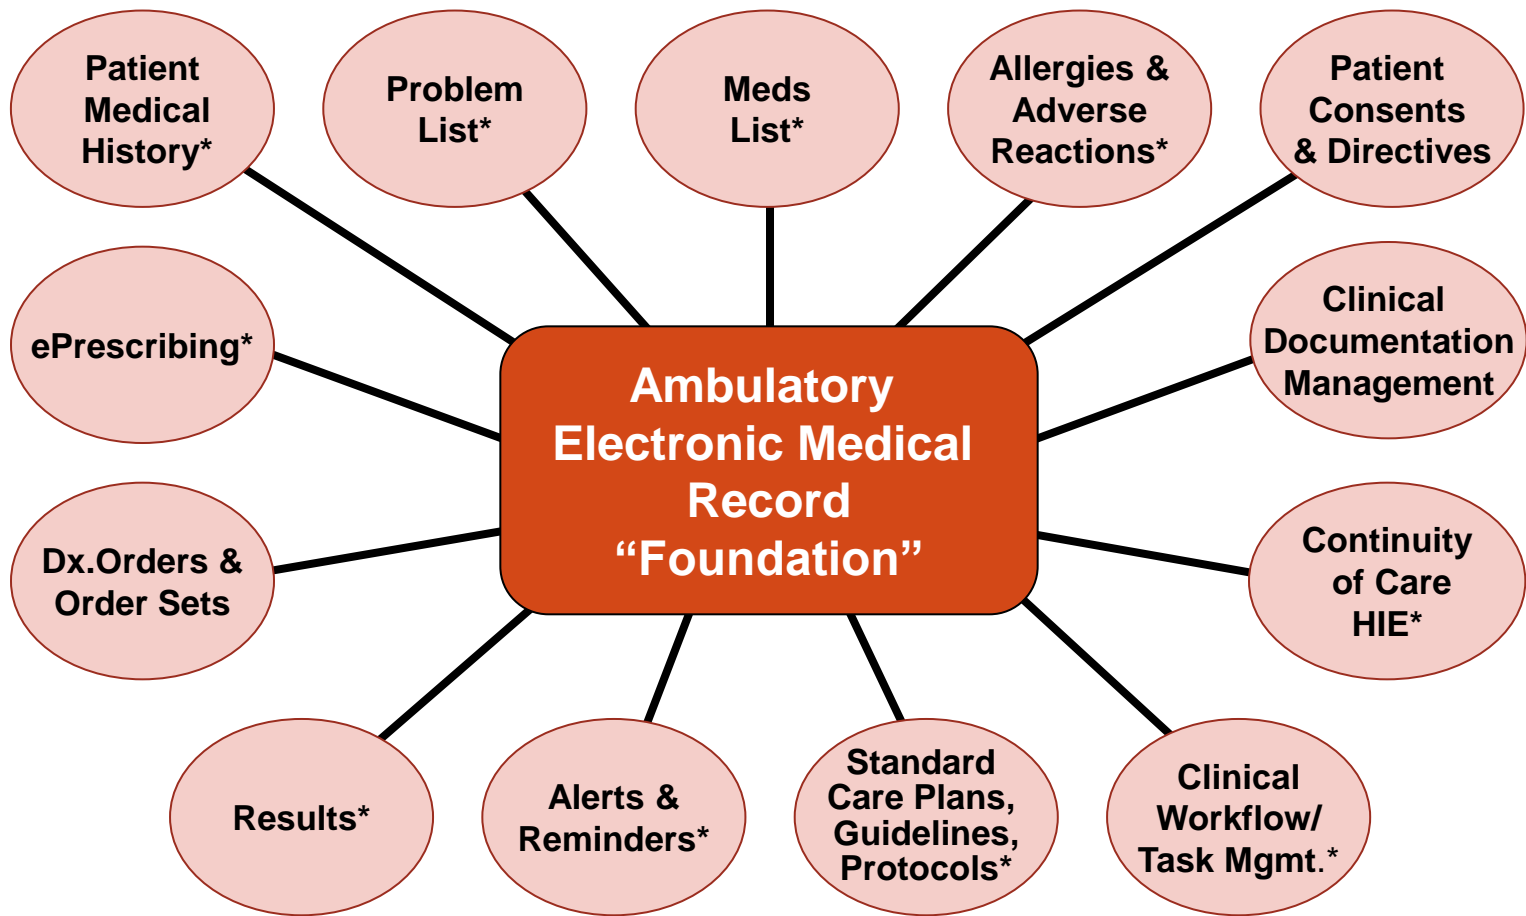 Patient
Medical
History*
Problem
List*
Meds
List*
Allergies &
Adverse
Reactions*
Patient
Consents
& Directives
ePrescribing*
Clinical
Documentation
Management
Ambulatory
Electronic Medical
Record
“Foundation”
Dx.Orders &
Order Sets
Continuity
of Care
HIE*
Results*
Alerts &
Reminders*
Standard
Care Plans,
Guidelines,
Protocols*
Clinical
Workflow/
Task Mgmt.*